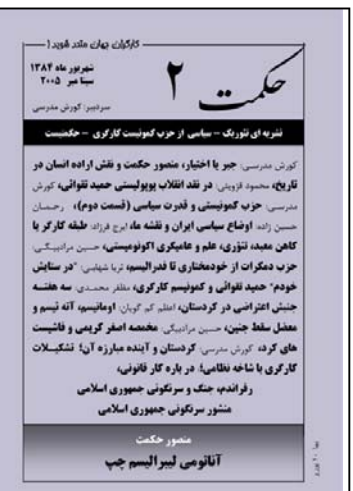 کارگران جهان متحد شوید!
حکمت ۲
شهریور ماه ۱۳۸۴
سپتامبر ۲۰۰۵
سردبیر: کورش مدرسی
نشریه ای تئوریک - سیاسی از حزب کمونیست کارگری - حکمتیست
کورش مدرسی: جبر یا اختیار، منصور حکمت و نقش اراده انسان در
تاریخ، محمود قزوینی: در نقد انقلاب پوپولیستی حمید تقوائی، کورش
مدرسی: حزب کمونیستی و قدرت سیاسی (قسمت دوم)، رحمان
حسین زاده: اوضاع سیاسی ایران و نقشه ما، ایرج فرزاد: طبقه کارگر یا
کاهن معبد، تئوری، علم و عامیگری اکونومیستی، حسین مرادبیگی:
حزب دمکرات از خودمختاری تا فدرالیسم، ثریا شهابی: "در ستایش
خودم" حمید تقوائی و کمونیسم کارگری، مظفر محمدی: سه هفته
جنبش اعتراضی در کردستان، اعظم کم گویان: اومانیسم، آته ئیسم و
معضل سقط جنین، حسین مرادبیگی: مخمصه اصغر کریمی و فاشیست
های کرد، کورش مدرسی: کردستان و آینده مبارزه آن؛ تشکیلات
کارگری با شاخه نظامی؛ در باره کار قانونی،
رفراندم، جنگ و سرنگونی جمهوری اسلامی
منشور سرنگونی جمهوری اسلامی
منصور حکمت
آناتومی لیبرالیسم چپ